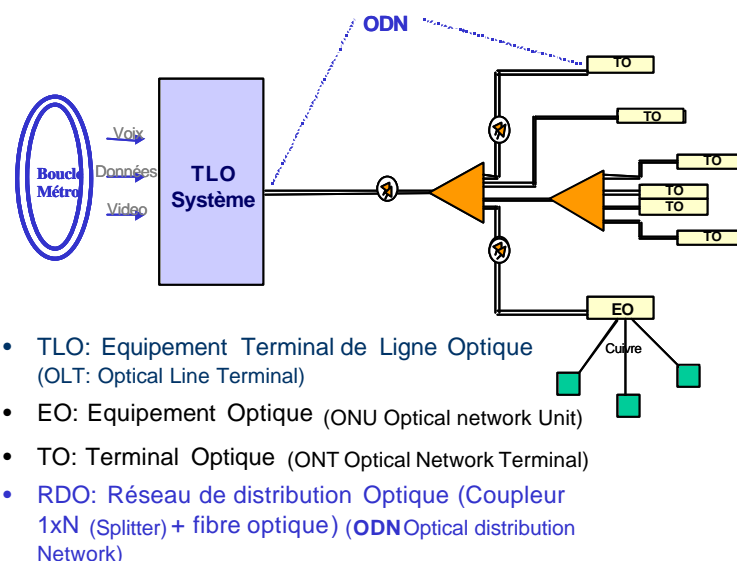 ODN
TO
TO
Voix
TO
Boucle
Métro
Données
TLO
Système
TO
TO
Video
TO
EO
Cuivre
• TLO: Equipement Terminal de Ligne Optique
(OLT: Optical Line Terminal)
• EO: Equipement Optique (ONU Optical network Unit)
• TO: Terminal Optique (ONT Optical Network Terminal)
• RDO: Réseau de distribution Optique (Coupleur
1xN (Splitter) + fibre optique) (ODN Optical distribution
Network)